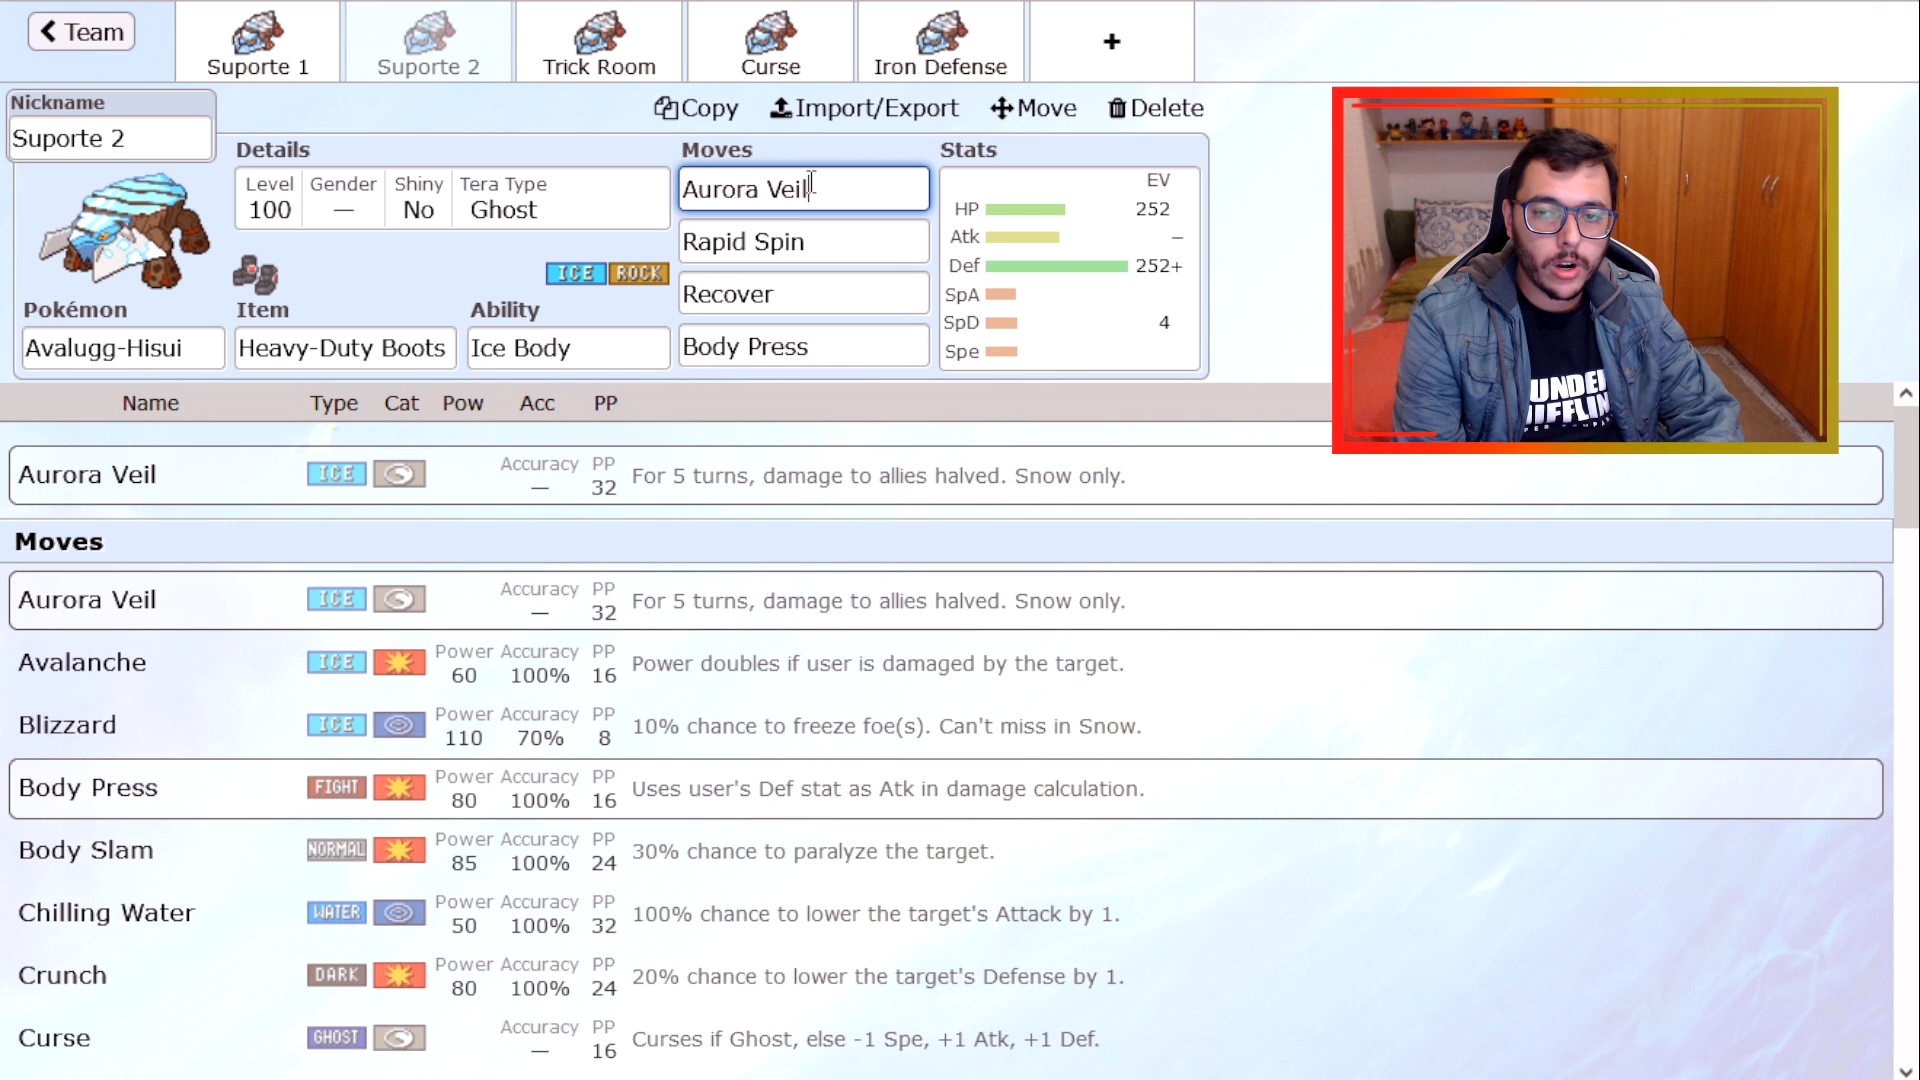 Team
Suporte 1
Suporte 2
Trick Room
Curse
Iron Defense
+
Nickname
Suporte 2
Copy
Import/Export
Move
Delete
Details
Moves
Stats
Level
Gender
Shiny
Tera Type
100
—
No
Ghost
ICE ROCK
Pokémon
Item
Ability
Avalugg-Hisui
Heavy-Duty Boots
Ice Body
Aurora Veil
Rapid Spin
Recover
Body Press
EV
HP 252
Atk –
Def 252+
SpA
SpD 4
Spe
Name Type Cat Pow Acc PP
Aurora Veil ICE Accuracy — PP 32 For 5 turns, damage to allies halved. Snow only.
Moves
Aurora Veil ICE Accuracy — PP 32 For 5 turns, damage to allies halved. Snow only.
Avalanche ICE Power 60 Accuracy 100% PP 16 Power doubles if user is damaged by the target.
Blizzard ICE Power 110 Accuracy 70% PP 8 10% chance to freeze foe(s). Can't miss in Snow.
Body Press FIGHT Power 80 Accuracy 100% PP 16 Uses user's Def stat as Atk in damage calculation.
Body Slam NORMAL Power 85 Accuracy 100% PP 24 30% chance to paralyze the target.
Chilling Water WATER Power 50 Accuracy 100% PP 32 100% chance to lower the target's Attack by 1.
Crunch DARK Power 80 Accuracy 100% PP 24 20% chance to lower the target's Defense by 1.
Curse GHOST Accuracy — PP 16 Curses if Ghost, else -1 Spe, +1 Atk, +1 Def.